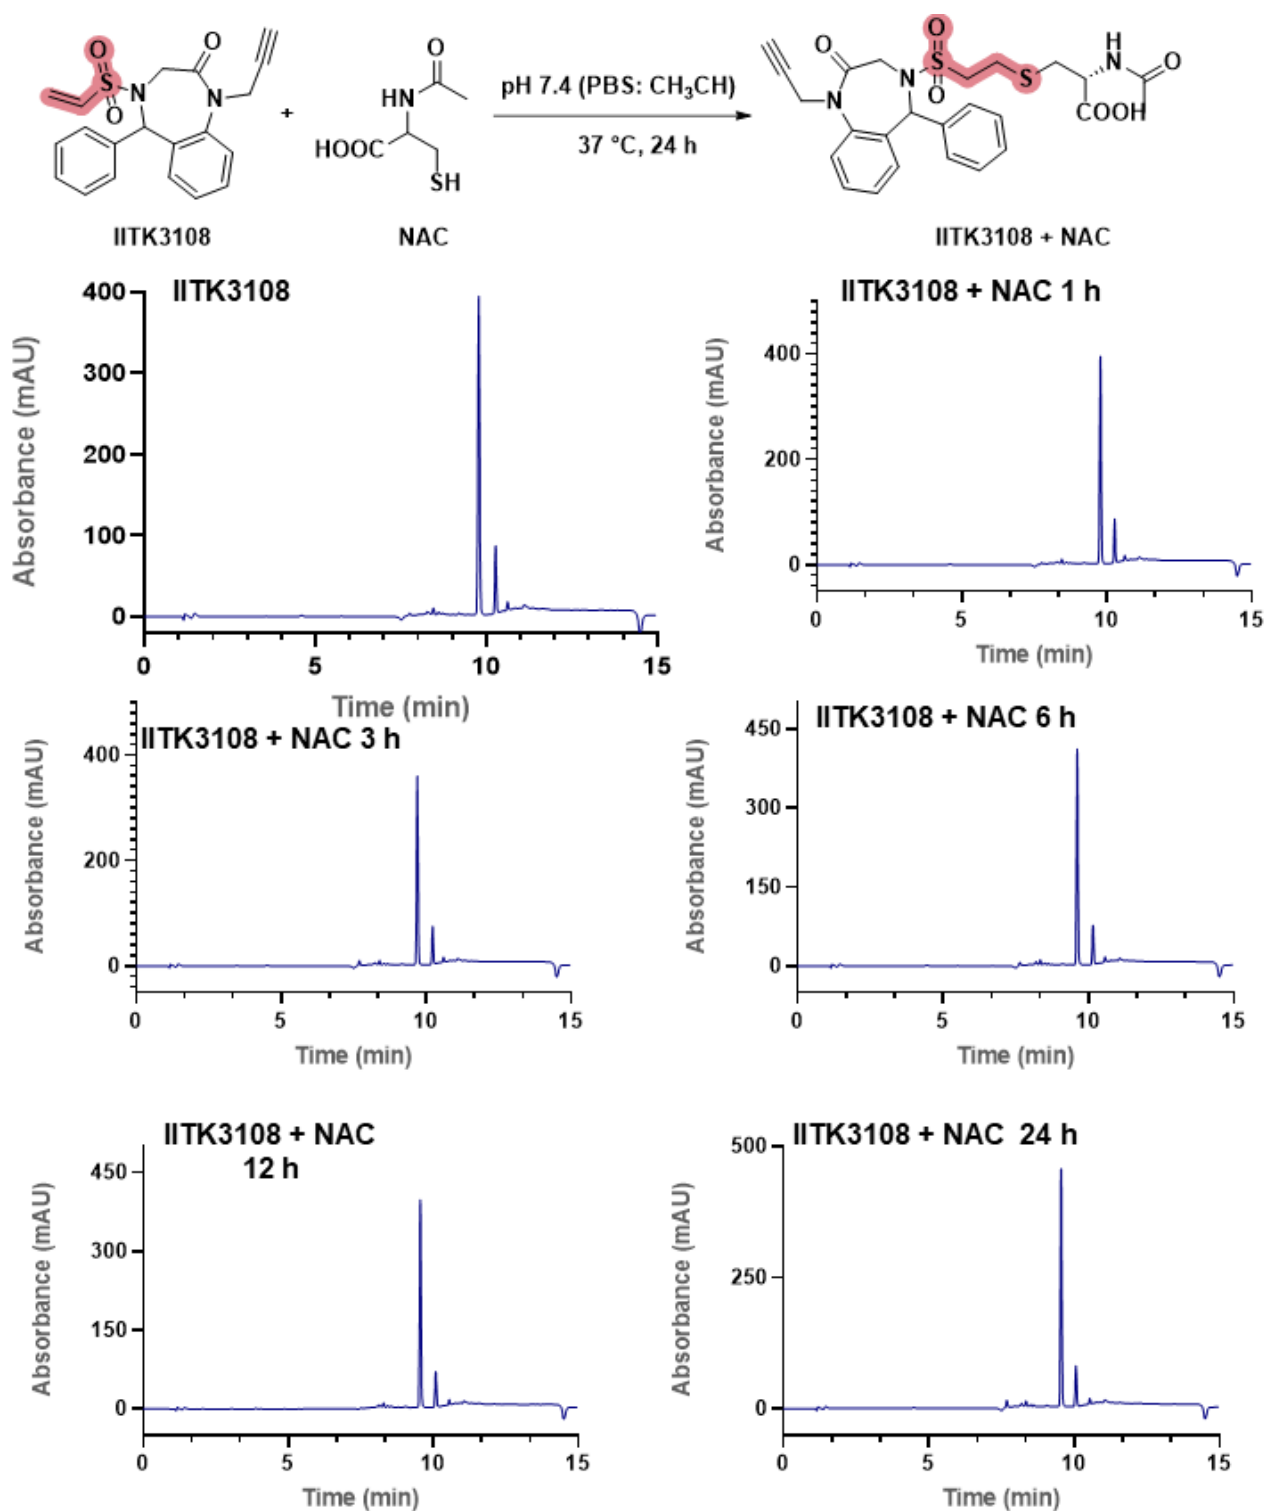 O
S
O
N
O
N
+
O
HN
HOOC
SH
pH 7.4 (PBS: CH₃CH)
37 °C, 24 h
O
N
N
O
S
O
S
H
N
O
COOH
IITK3108
NAC
IITK3108 + NAC
IITK3108
Absorbance (mAU)
400
300
200
100
0
0 5 10 15
Time (min)
IITK3108 + NAC 1 h
Absorbance (mAU)
400
200
0
0 5 10 15
Time (min)
IITK3108 + NAC 3 h
Absorbance (mAU)
400
200
0
0 5 10 15
Time (min)
IITK3108 + NAC 6 h
Absorbance (mAU)
450
300
150
0
0 5 10 15
Time (min)
IITK3108 + NAC
12 h
Absorbance (mAU)
450
300
150
0
0 5 10 15
Time (min)
IITK3108 + NAC 24 h
Absorbance (mAU)
500
250
0
0 5 10 15
Time (min)